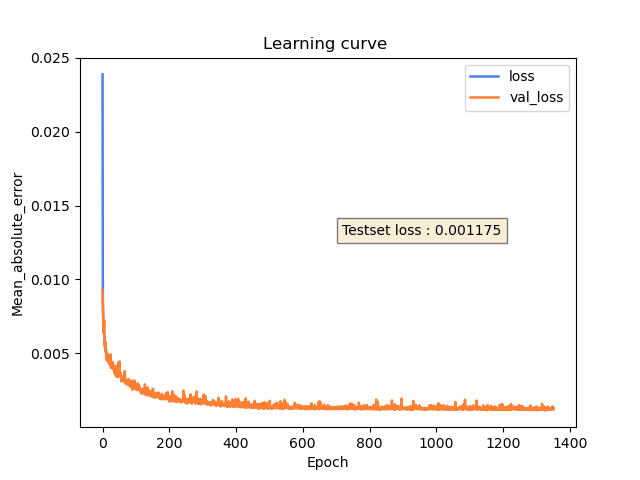 Learning curve
0.025
0.020
0.015
0.010
0.005
Mean_absolute_error
loss
val_loss
Testset loss : 0.001175
0 200 400 600 800 1000 1200 1400
Epoch